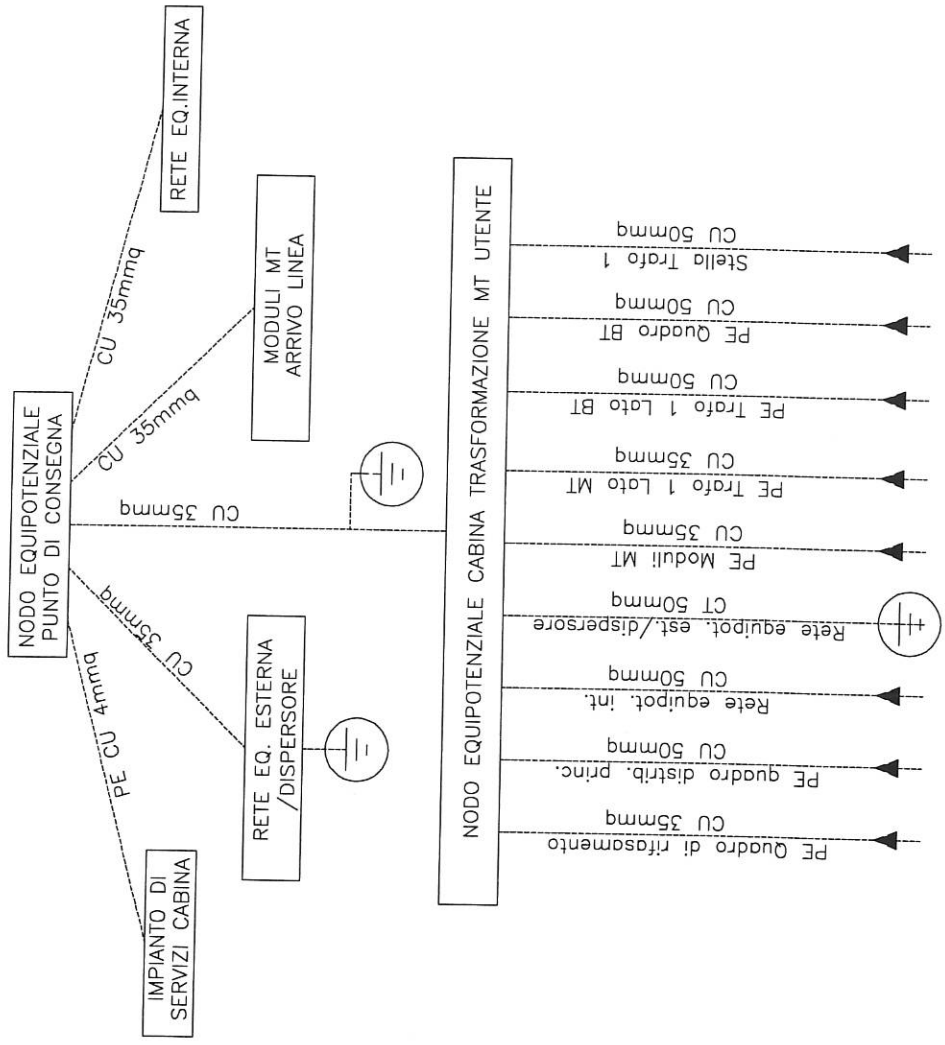 NODO EQUIPOTENZIALE
PUNTO DI CONSEGNA
PE CU 4mmq
CU 35mmq
CU 35mmq
CU 35mmq
CU 35mmq
IMPIANTO DI
SERVIZI CABINA
RETE EQ. ESTERNA
/DISPERSORE
MODULI MT
ARRIVO LINEA
RETE EQ.INTERNA
NODO EQUIPOTENZIALE CABINA TRASFORMAZIONE MT UTENTE
PE Quadro di rifasamento
CU 35mmq
PE quadro distrib. princ.
CU 50mmq
Rete equipot. int.
CU 50mmq
Rete equipot. est./dispersore
CT 50mmq
PE Moduli MT
CU 35mmq
PE Trafo 1 Lato MT
CU 35mmq
PE Trafo 1 Lato BT
CU 50mmq
PE Quadro BT
CU 50mmq
Stella Trafo 1
CU 50mmq